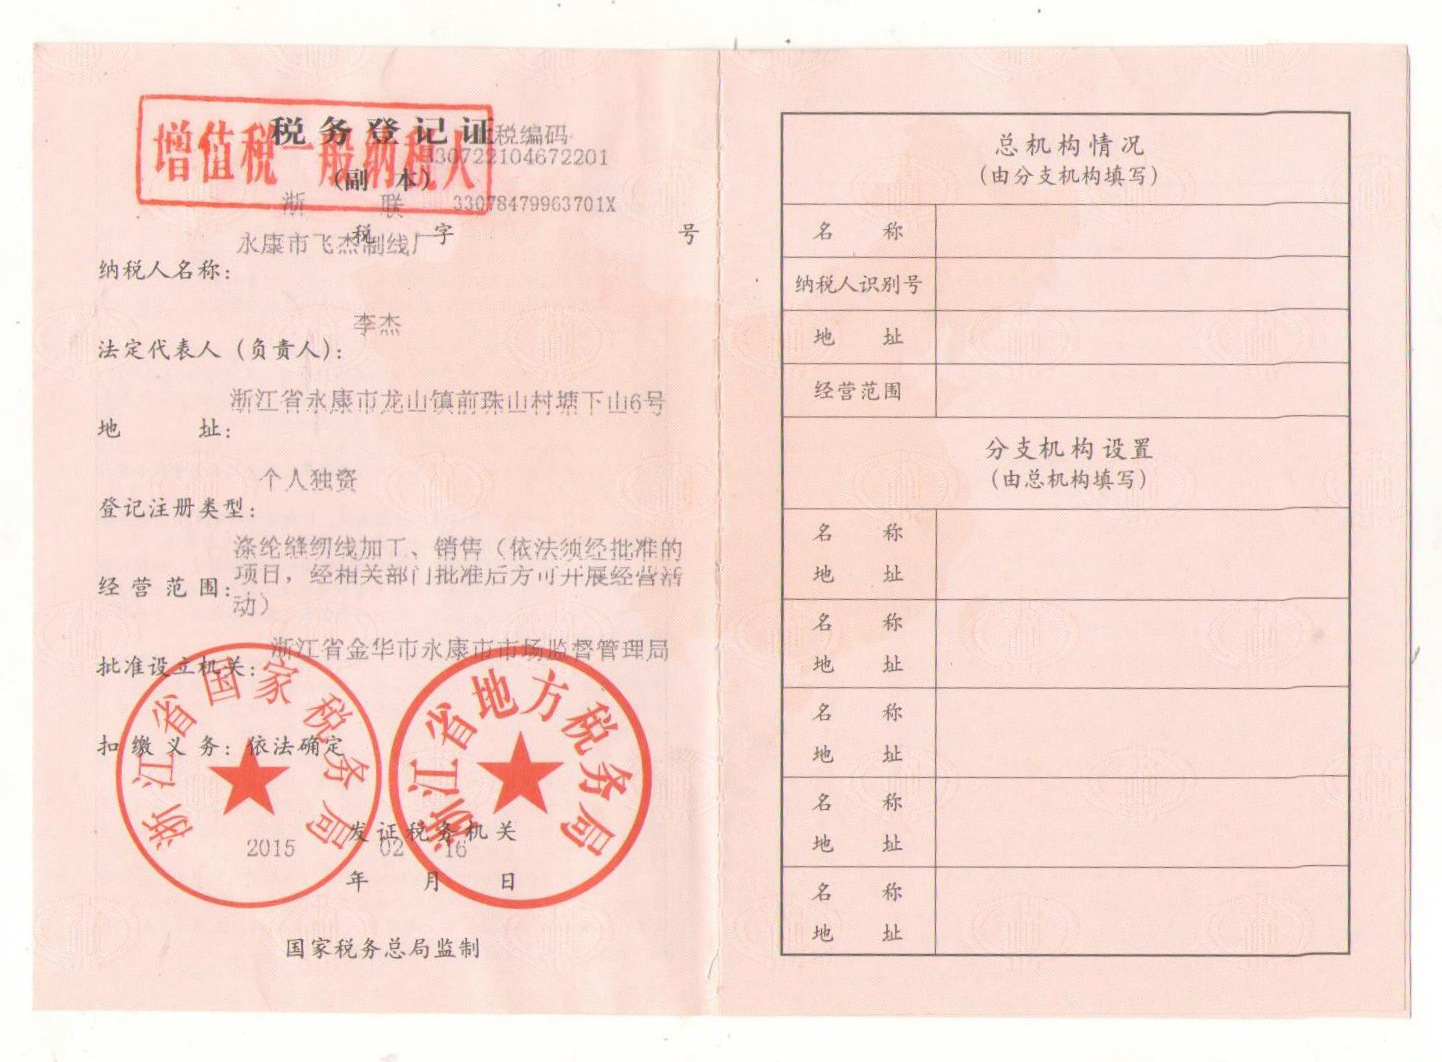 增值税一般纳税人
税务登记证
税编码
330722104672201
(副 本)
浙 联 33078479963701X
税 字 号
永康市飞杰制线厂
纳税人名称:
李杰
法定代表人(负责人):
浙江省永康市龙山镇前珠山村塘下山6号
地 址:
个人独资
登记注册类型:
涤纶缝纫线加工、销售(依法须经批准的
项目,经相关部门批准后方可开展经营活
经营范围:
动)
浙江省金华市永康市市场监督管理局
批准设立机关:
扣缴义务:依法确定
浙江省国家税务局
浙江省地方税务局
发证税务机关
2015 02 16
年 月 日
国家税务总局监制
总机构情况
(由分支机构填写)
名 称
纳税人识别号
地 址
经营范围
分支机构设置
(由总机构填写)
名 称
地 址
名 称
地 址
名 称
地 址
名 称
地 址
名 称
地 址